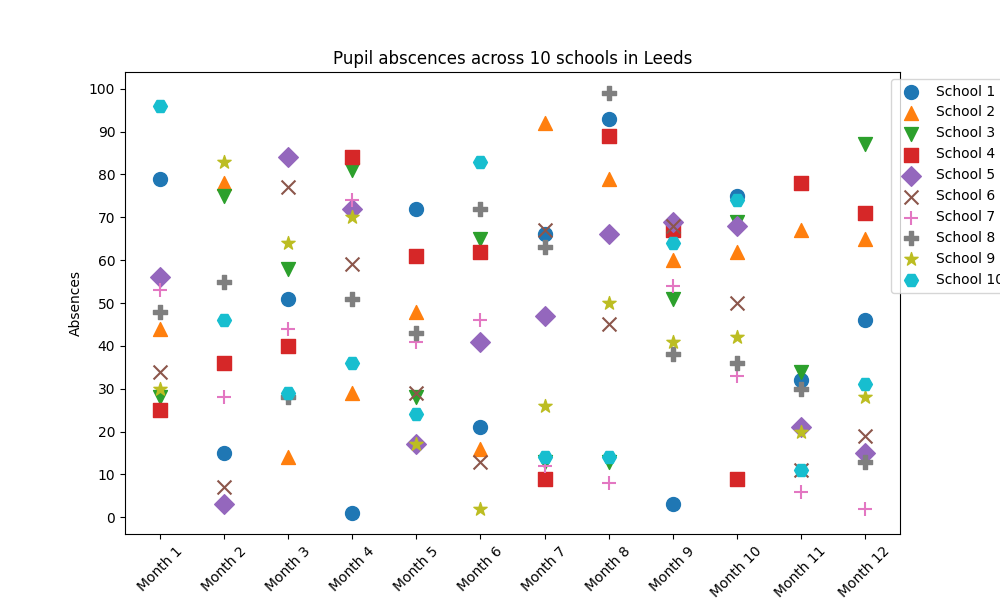 Pupil abscences across 10 schools in Leeds
Absences
100
90
80
70
60
50
40
30
20
10
0
Month 1
Month 2
Month 3
Month 4
Month 5
Month 6
Month 7
Month 8
Month 9
Month 10
Month 11
Month 12
School 1
School 2
School 3
School 4
School 5
School 6
School 7
School 8
School 9
School 10